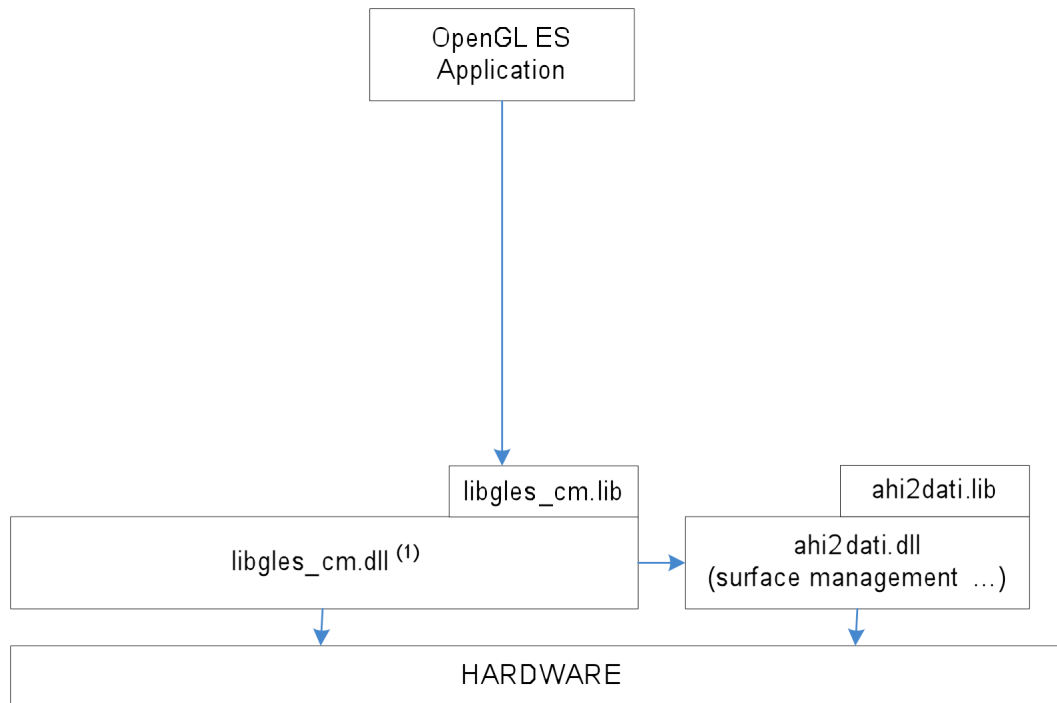 OpenGL ES
Application
libgles_cm.lib
ahi2dati.lib
libgles_cm.dll (1)
ahi2dati.dll
(surface management ...)
HARDWARE